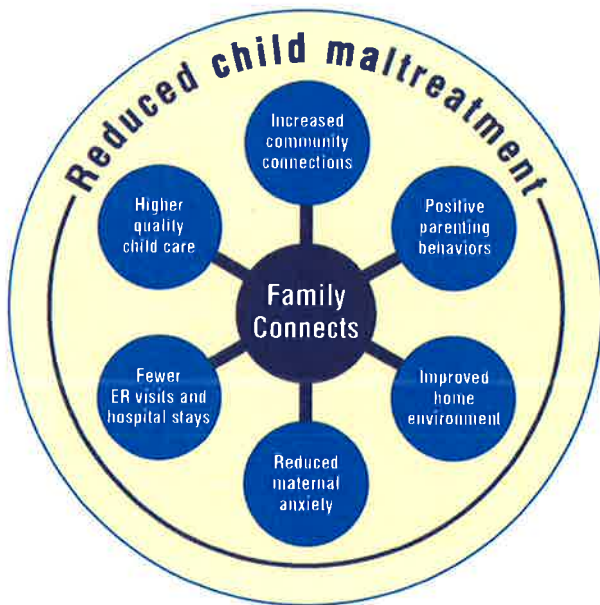 Reduced child maltreatment
Increased
community
connections
Positive
parenting
behaviors
Improved
home
environment
Reduced
maternal
anxiety
Fewer
ER visits and
hospital stays
Higher
quality
child care
Family
Connects